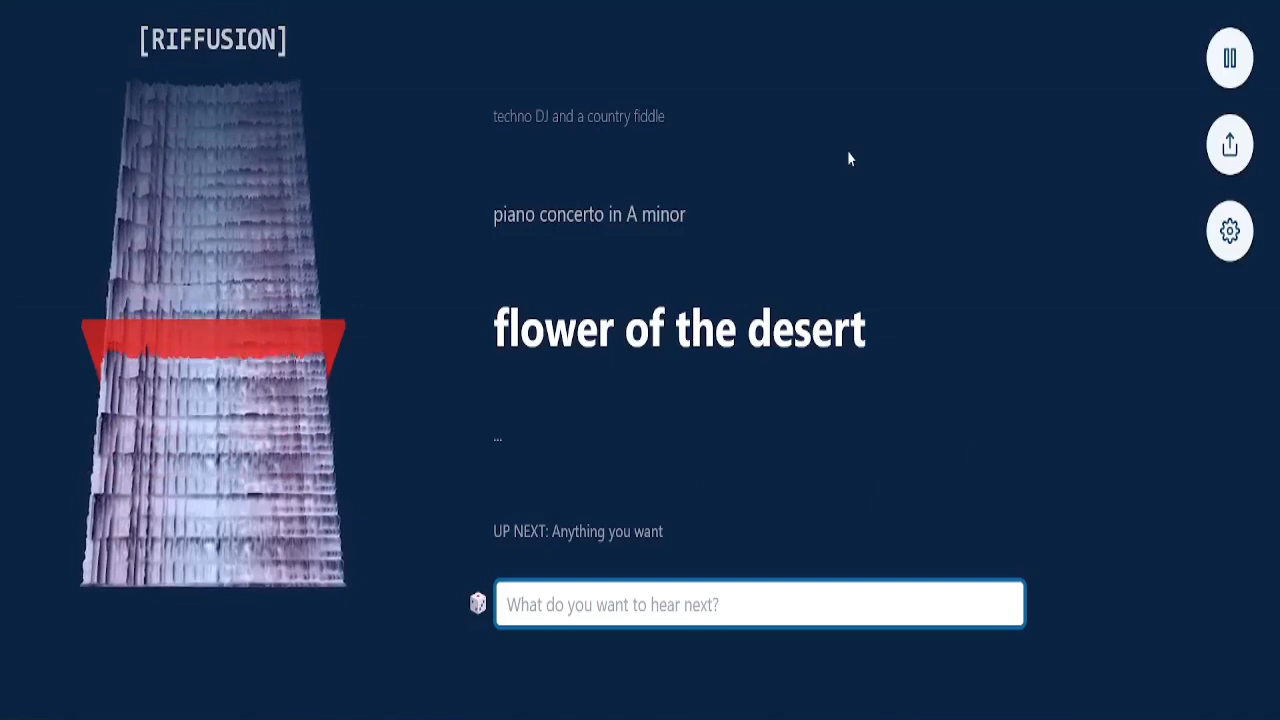 [RIFFUSION]
techno DJ and a country fiddle
piano concerto in A minor
flower of the desert
...
UP NEXT: Anything you want
What do you want to hear next?